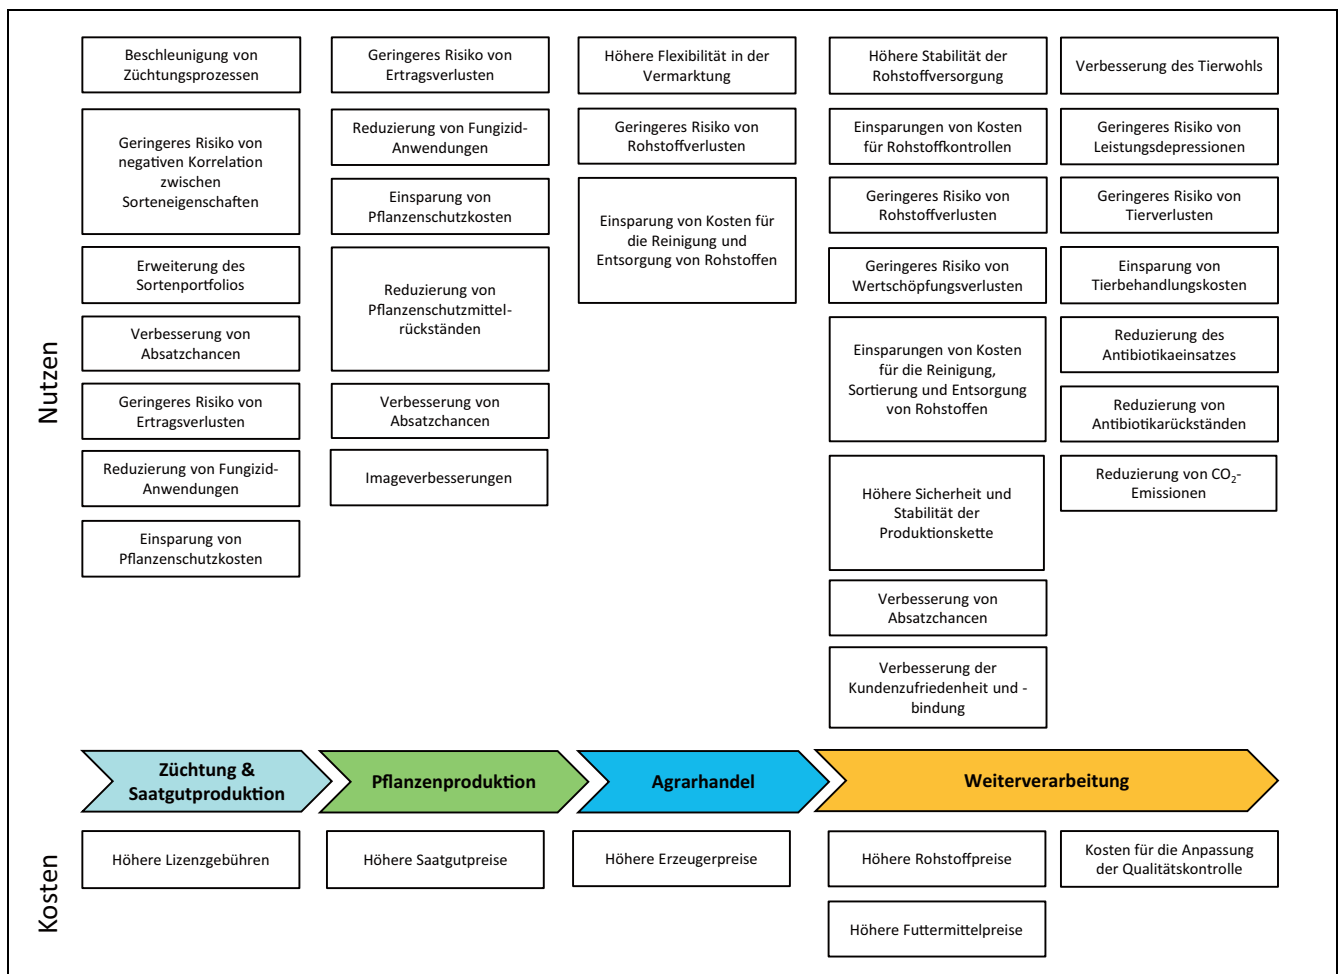 Nutzen
Beschleunigung von
Züchtungsprozessen
Geringeres Risiko von
negativen Korrelation
zwischen
Sorteneigenschaften
Erweiterung des
Sortenportfolios
Verbesserung von
Absatzchancen
Geringeres Risiko von
Ertragsverlusten
Reduzierung von Fungizid-
Anwendungen
Einsparung von
Pflanzenschutzkosten
Geringeres Risiko von
Ertragsverlusten
Reduzierung von Fungizid-
Anwendungen
Einsparung von
Pflanzenschutzkosten
Reduzierung von
Pflanzenschutzmittel-
rückständen
Verbesserung von
Absatzchancen
Imageverbesserungen
Höhere Flexibilität in der
Vermarktung
Geringeres Risiko von
Rohstoffverlusten
Einsparung von Kosten für
die Reinigung und
Entsorgung von Rohstoffen
Höhere Stabilität der
Rohstoffversorgung
Einsparungen von Kosten
für Rohstoffkontrollen
Geringeres Risiko von
Rohstoffverlusten
Geringeres Risiko von
Wertschöpfungsverlusten
Einsparungen von Kosten
für die Reinigung,
Sortierung und Entsorgung
von Rohstoffen
Höhere Sicherheit und
Stabilität der
Produktionskette
Verbesserung von
Absatzchancen
Verbesserung der
Kundenzufriedenheit und -
bindung
Verbesserung des Tierwohls
Geringeres Risiko von
Leistungsdepressionen
Geringeres Risiko von
Tierverlusten
Einsparung von
Tierbehandlungskosten
Reduzierung des
Antibiotikaeinsatzes
Reduzierung von
Antibiotikarückständen
Reduzierung von CO₂-
Emissionen
Züchtung &
Saatgutproduktion
Pflanzenproduktion
Agrarhandel
Weiterverarbeitung
Kosten
Höhere Lizenzgebühren
Höhere Saatgutpreise
Höhere Erzeugerpreise
Höhere Rohstoffpreise
Höhere Futtermittelpreise
Kosten für die Anpassung
der Qualitätskontrolle